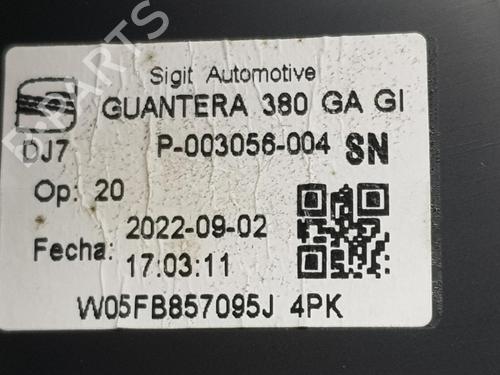 Sigit Automotive
GUANTERA 380 GA GI
DJ7 P-003056-004 SN
Op: 20
Fecha: 2022-09-02
17:03:11
W05FB857095J 4PK